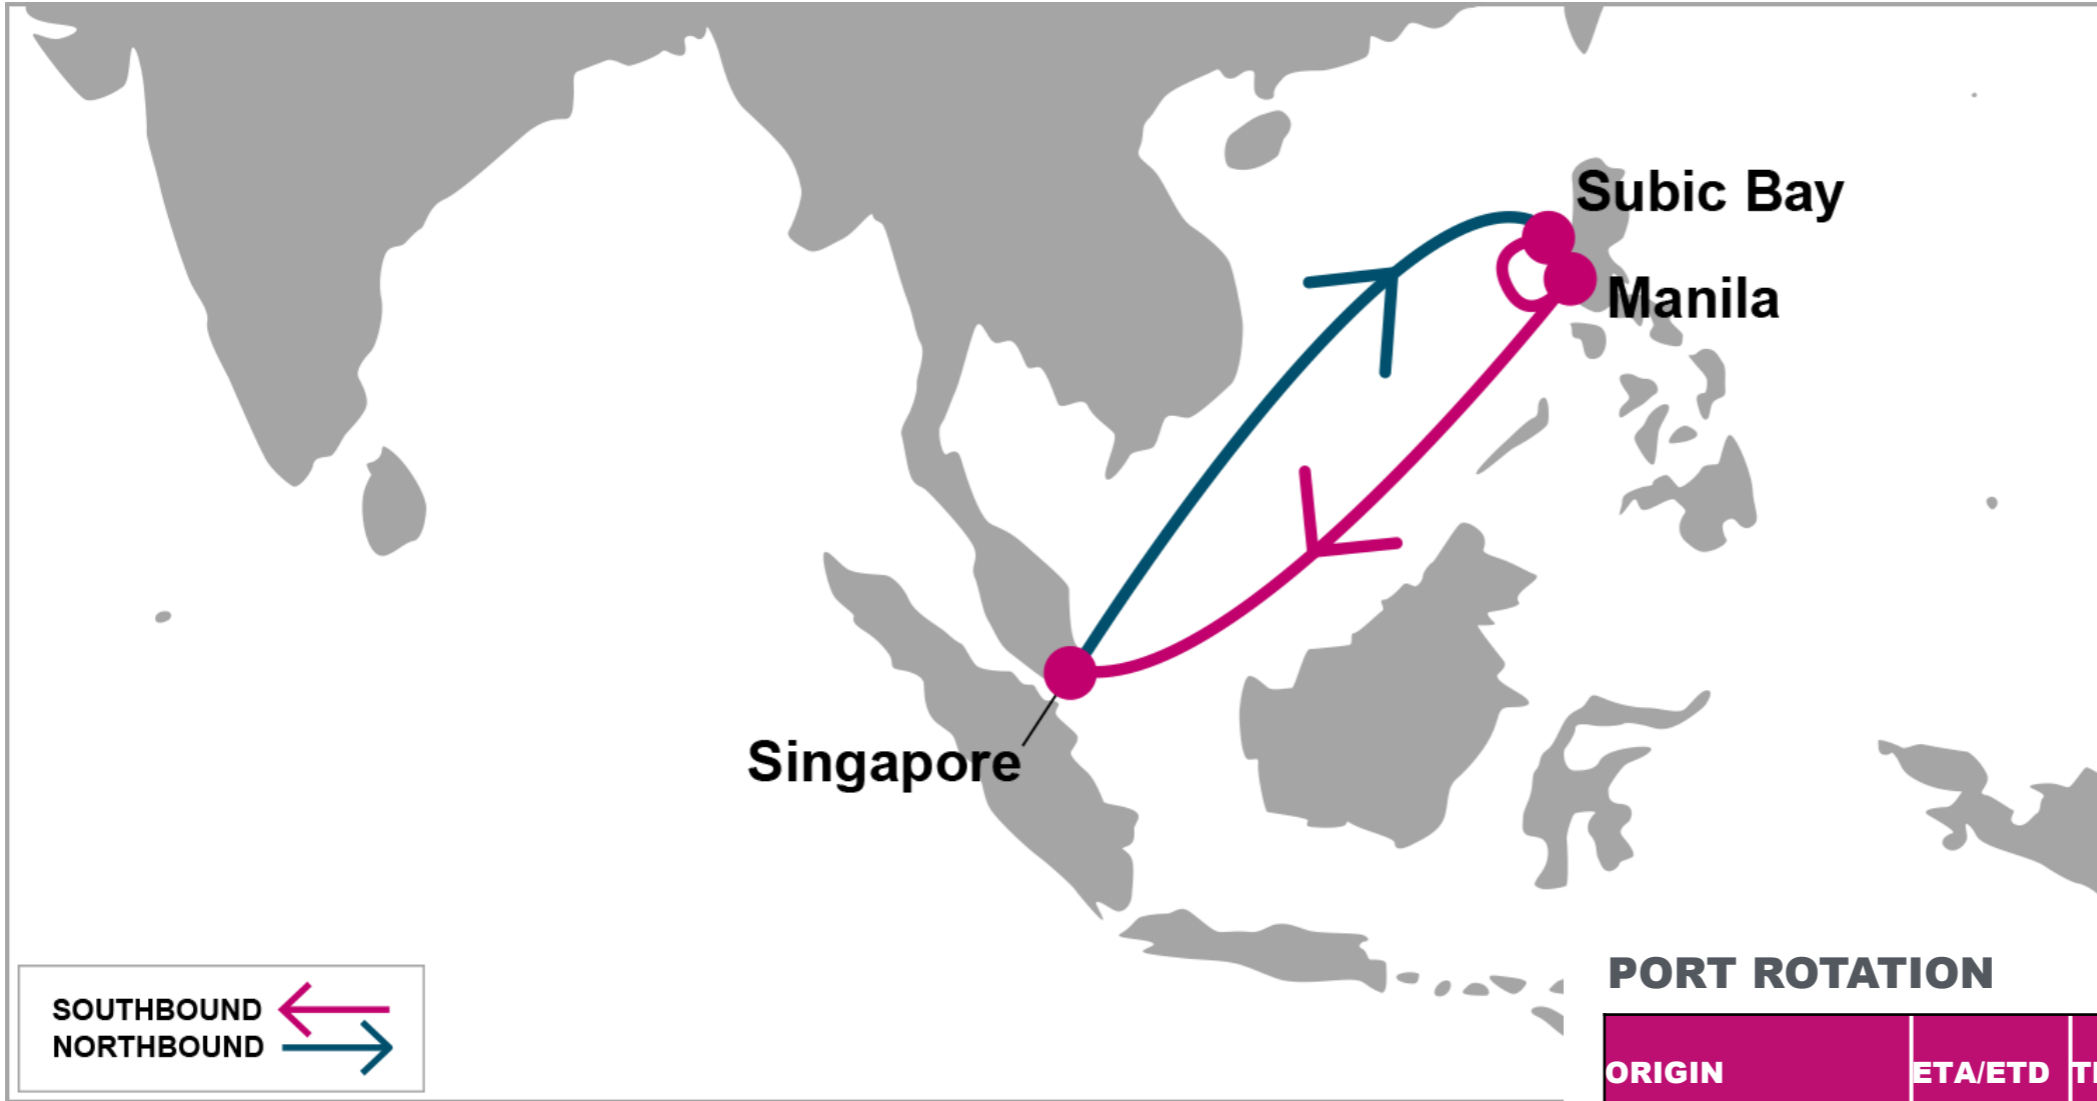 Subic Bay
Manila
Singapore
SOUTHBOUND
NORTHBOUND
PORT ROTATION
ORIGIN ETA/ETD